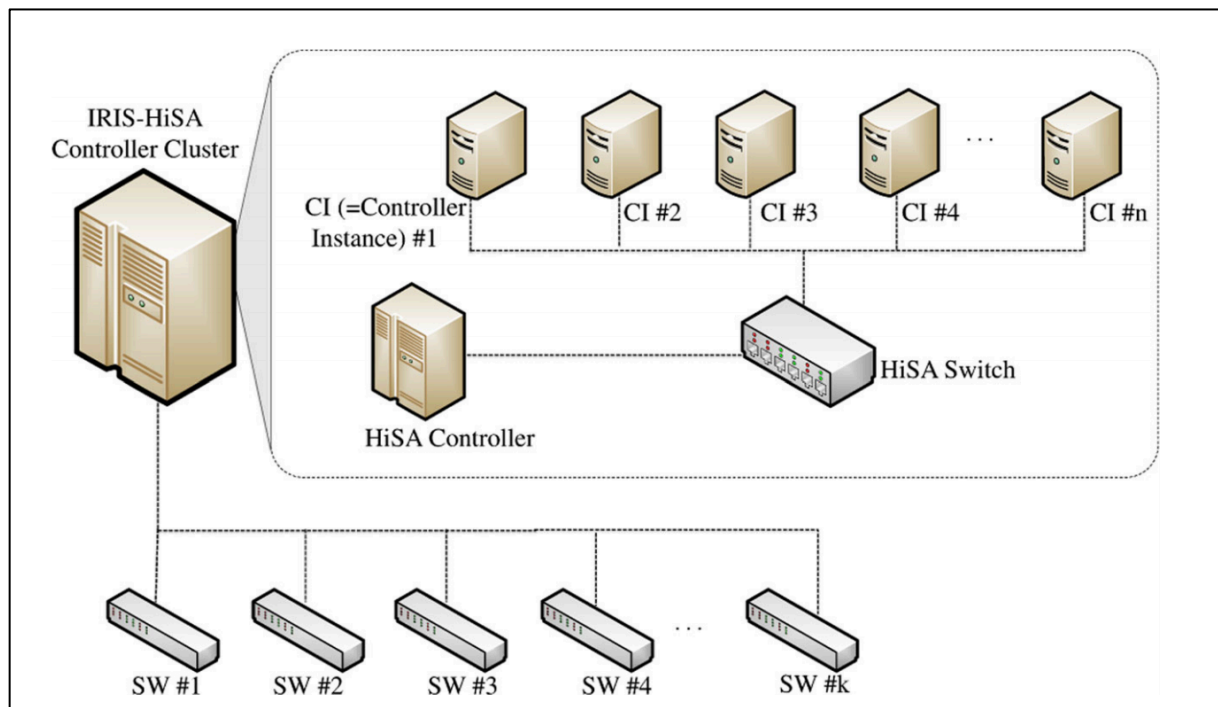 IRIS-HiSA
Controller Cluster
CI (=Controller
Instance) #1
CI #2
CI #3
CI #4
. . .
CI #n
HiSA Controller
HiSA Switch
SW #1
SW #2
SW #3
SW #4
. . .
SW #k